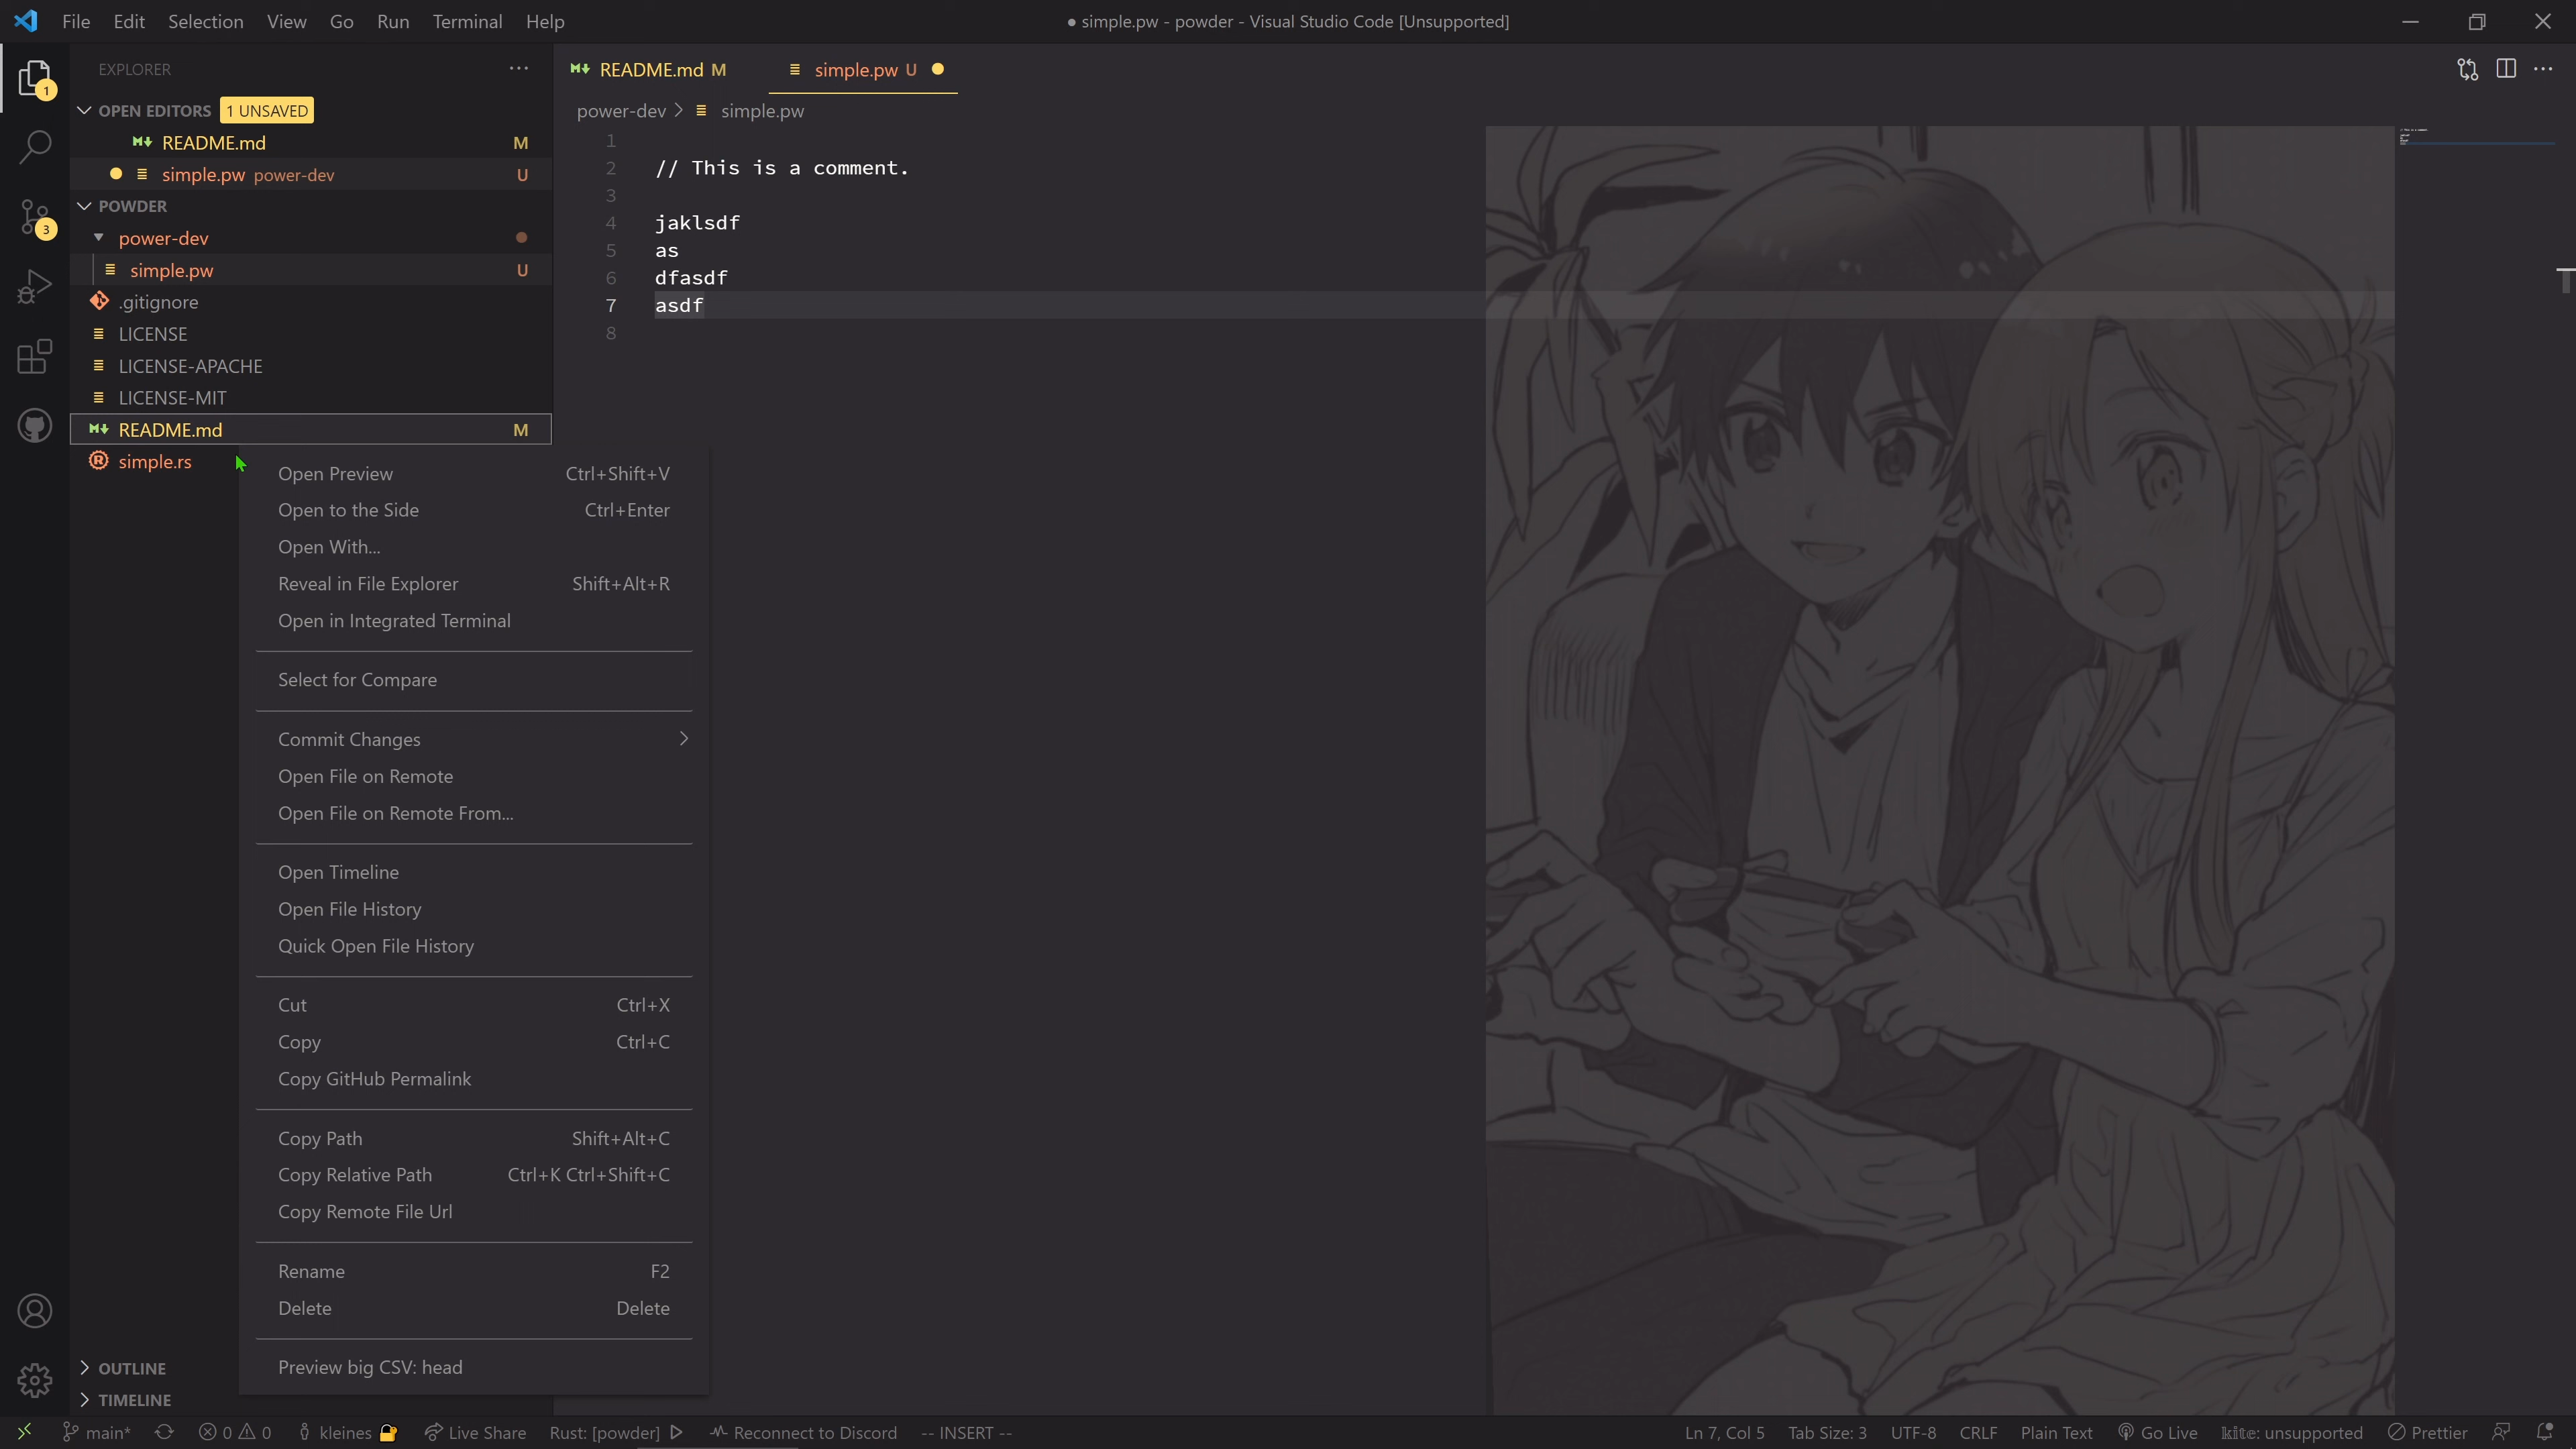 File Edit Selection View Go Run Terminal Help
● simple.pw - powder - Visual Studio Code [Unsupported]
EXPLORER
OPEN EDITORS 1 UNSAVED
README.md M
simple.pw power-dev U
POWDER
power-dev
simple.pw U
.gitignore
LICENSE
LICENSE-APACHE
LICENSE-MIT
README.md M
simple.rs
1
3
README.md M
simple.pw U
power-dev > simple.pw
1
2 // This is a comment.
3
4 jaklsdf
5 as
6 dfasdf
7 asdf
8
Open Preview Ctrl+Shift+V
Open to the Side Ctrl+Enter
Open With...
Reveal in File Explorer Shift+Alt+R
Open in Integrated Terminal
Select for Compare
Commit Changes
Open File on Remote
Open File on Remote From...
Open Timeline
Open File History
Quick Open File History
Cut Ctrl+X
Copy Ctrl+C
Copy GitHub Permalink
Copy Path Shift+Alt+C
Copy Relative Path Ctrl+K Ctrl+Shift+C
Copy Remote File Url
Rename F2
Delete Delete
Preview big CSV: head
OUTLINE
TIMELINE
main* 0 0 kleines Live Share Rust: [powder] Reconnect to Discord -- INSERT -- Ln 7, Col 5 Tab Size: 3 UTF-8 CRLF Plain Text Go Live kite: unsupported Prettier